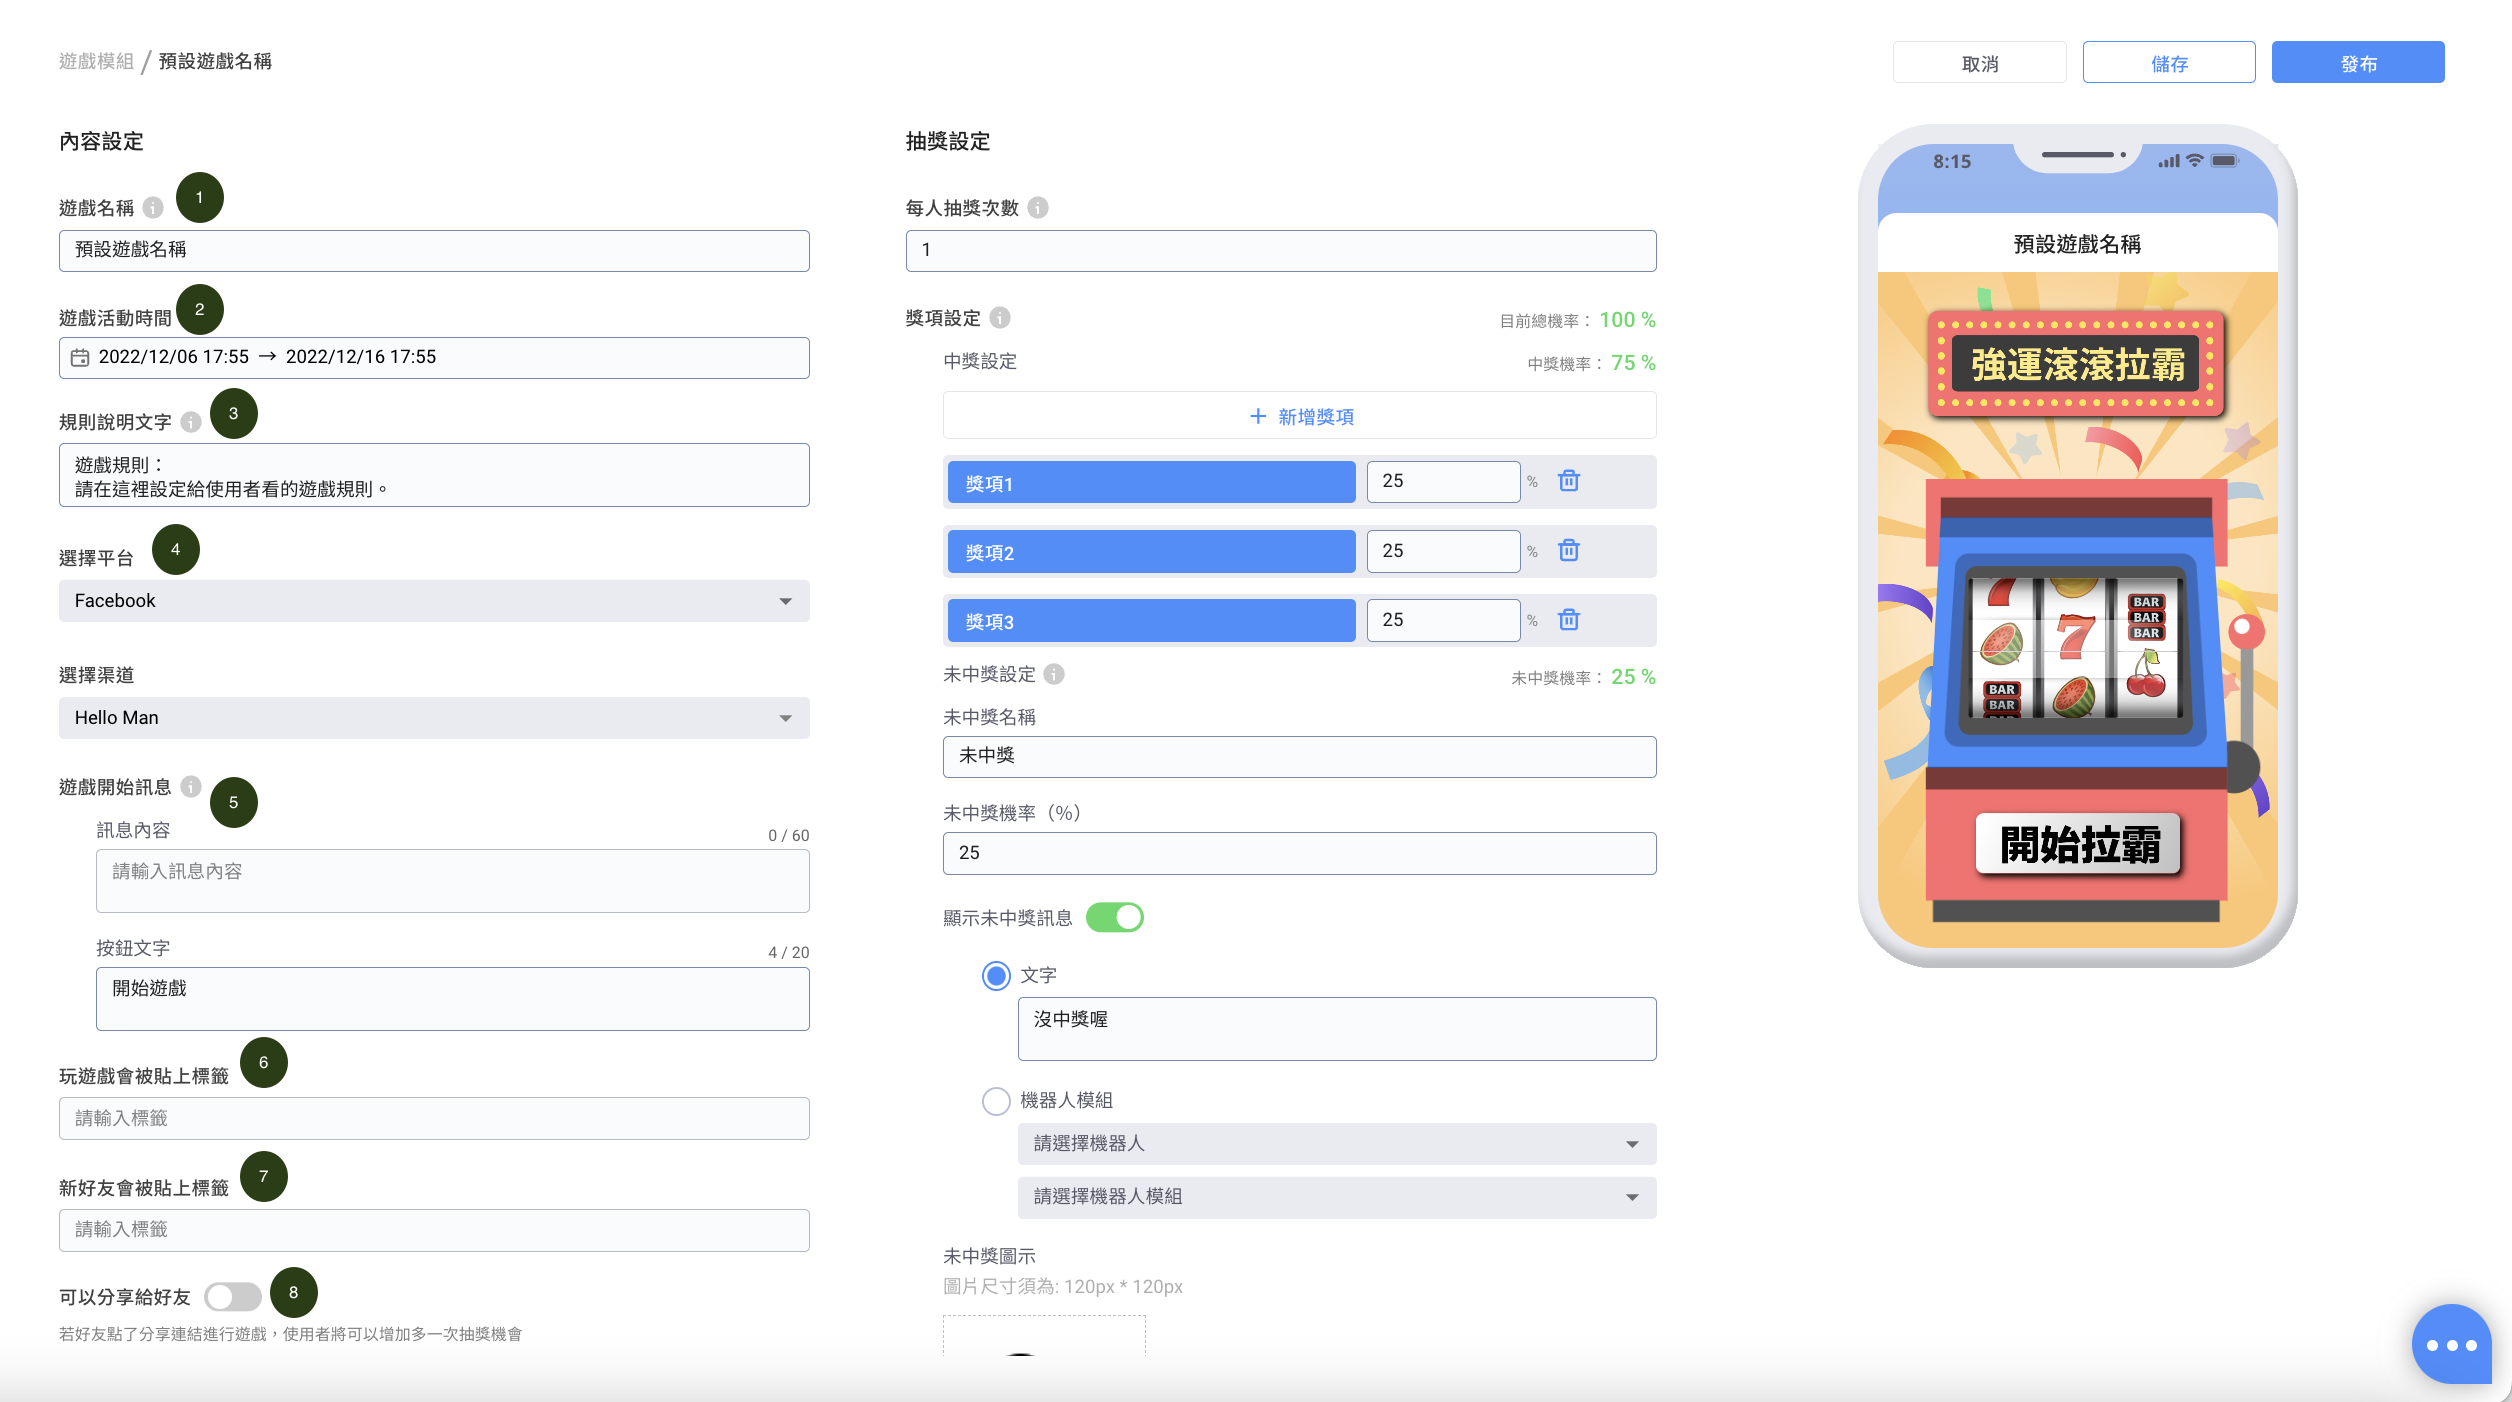 遊戲模組 / 預設遊戲名稱
取消
儲存
發布
內容設定
遊戲名稱
1
預設遊戲名稱
遊戲活動時間
2
2022/12/06 17:55 → 2022/12/16 17:55
規則說明文字
3
遊戲規則：
請在這裡設定給使用者看的遊戲規則。
選擇平台
4
Facebook
選擇渠道
Hello Man
遊戲開始訊息
5
訊息內容
0 / 60
請輸入訊息內容
按鈕文字
4 / 20
開始遊戲
玩遊戲會被貼上標籤
6
請輸入標籤
新好友會被貼上標籤
7
請輸入標籤
可以分享給好友
8
若好友點了分享連結進行遊戲，使用者將可以增加多一次抽獎機會
抽獎設定
每人抽獎次數
1
獎項設定
目前總機率： 100 %
中獎設定
中獎機率： 75 %
+ 新增獎項
獎項1
25
%
獎項2
25
%
獎項3
25
%
未中獎設定
未中獎機率： 25 %
未中獎名稱
未中獎
未中獎機率（%）
25
顯示未中獎訊息
文字
沒中獎喔
機器人模組
請選擇機器人
請選擇機器人模組
未中獎圖示
圖片尺寸須為: 120px * 120px
8:15
預設遊戲名稱
強運滾滾拉霸
7
BAR
BAR
BAR
7
BAR
BAR
開始拉霸